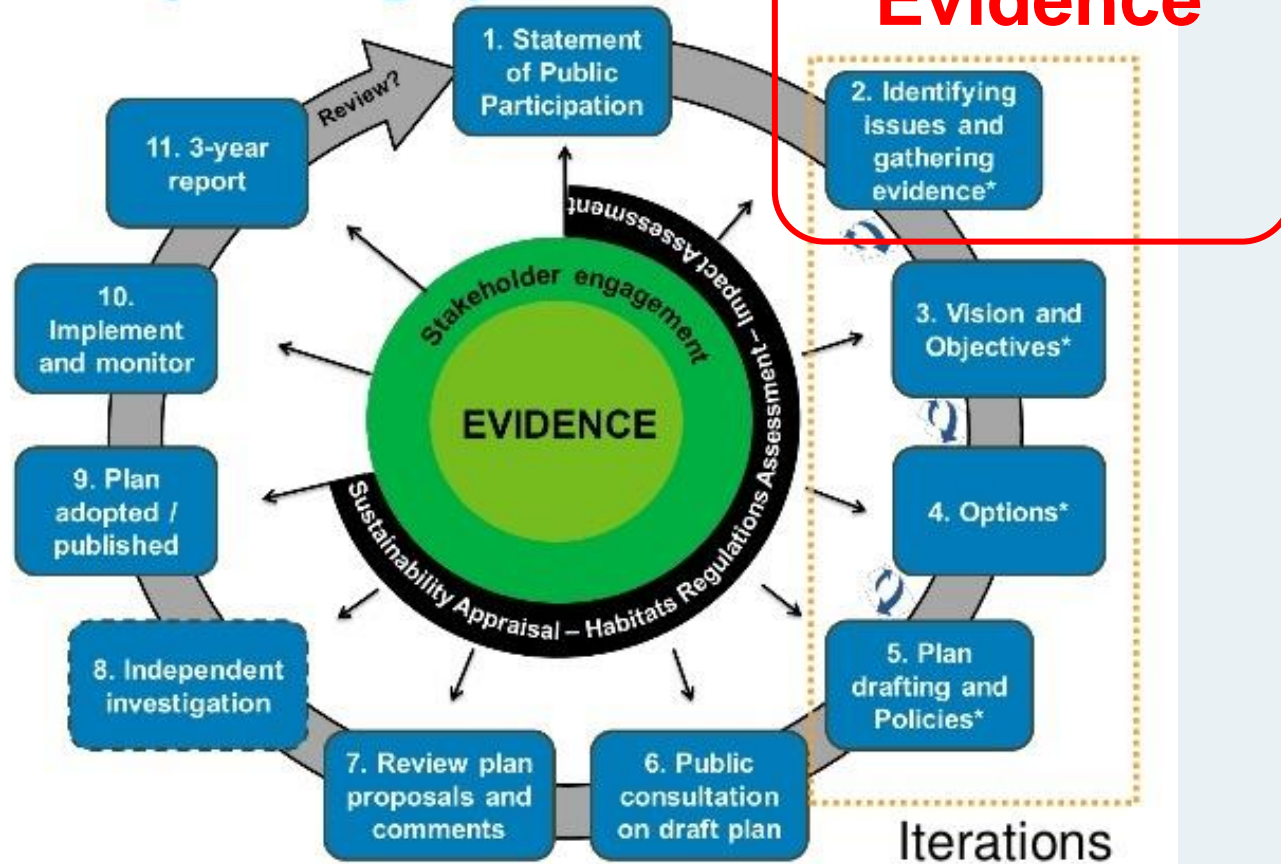 Evidence
1. Statement
of Public
Participation
2. Identifying
issues and
gathering
evidence*
3. Vision and
Objectives*
4. Options*
5. Plan
drafting and
Policies*
6. Public
consultation
on draft plan
7. Review plan
proposals and
comments
8. Independent
investigation
9. Plan
adopted /
published
10.
Implement
and monitor
11. 3-year
report
Review?
Stakeholder engagement
EVIDENCE
Sustainability Appraisal – Habitats Regulations Assessment – Impact Assessment
Iterations